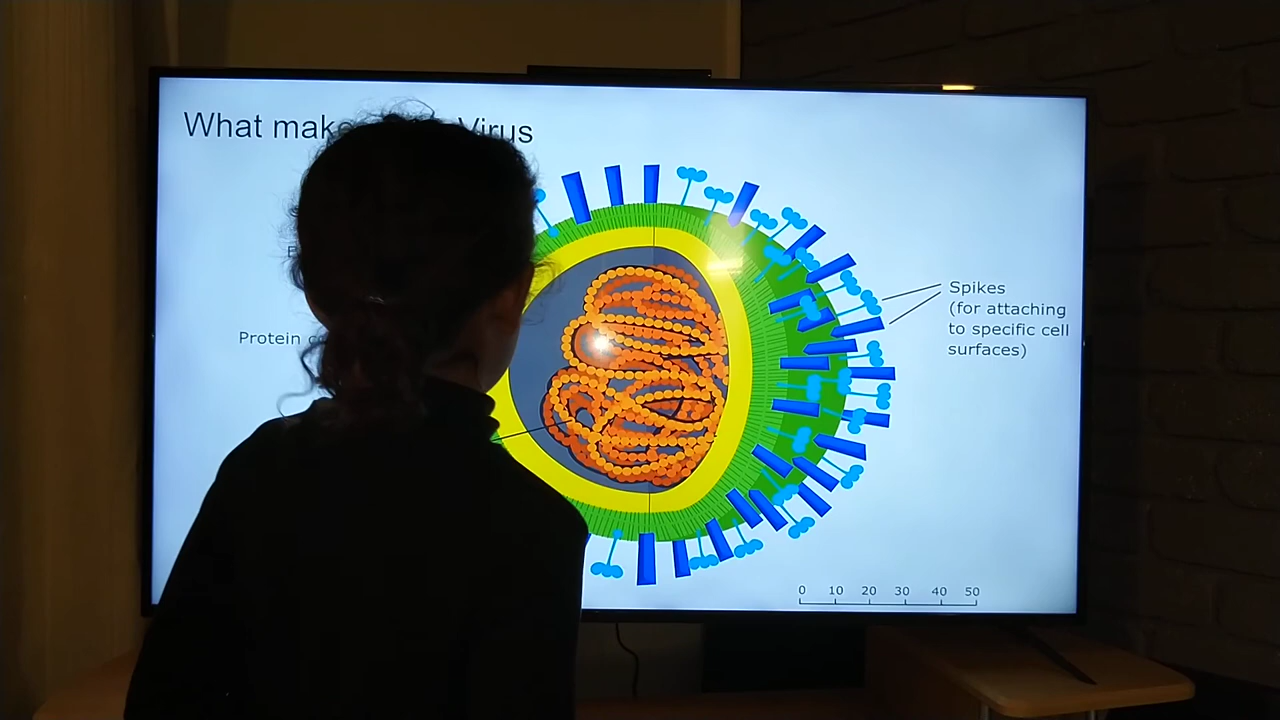 What make Virus
Protein c
Spikes
(for attaching
to specific cell
surfaces)
0 10 20 30 40 50